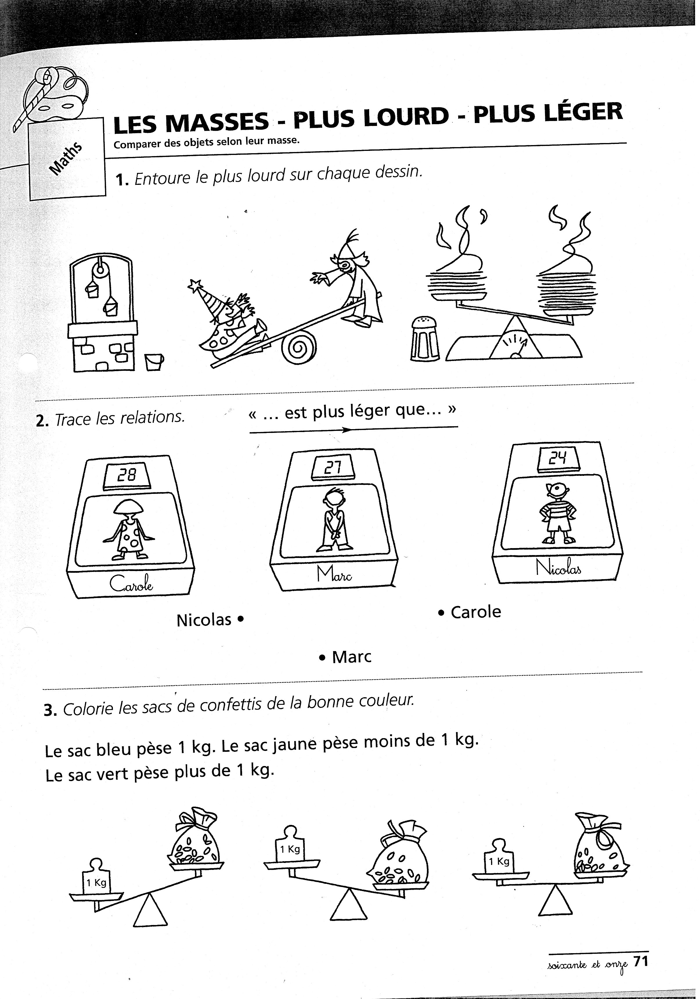 LES MASSES - PLUS LOURD - PLUS LÉGER
Comparer des objets selon leur masse.
Maths
1. Entoure le plus lourd sur chaque dessin.
2. Trace les relations.
« ... est plus léger que... »
28
27
24
Carole
Marc
Nicolas
Nicolas •
• Carole
• Marc
3. Colorie les sacs de confettis de la bonne couleur.
Le sac bleu pèse 1 kg. Le sac jaune pèse moins de 1 kg.
Le sac vert pèse plus de 1 kg.
1 Kg
1 Kg
1 Kg
soixante et onze 71